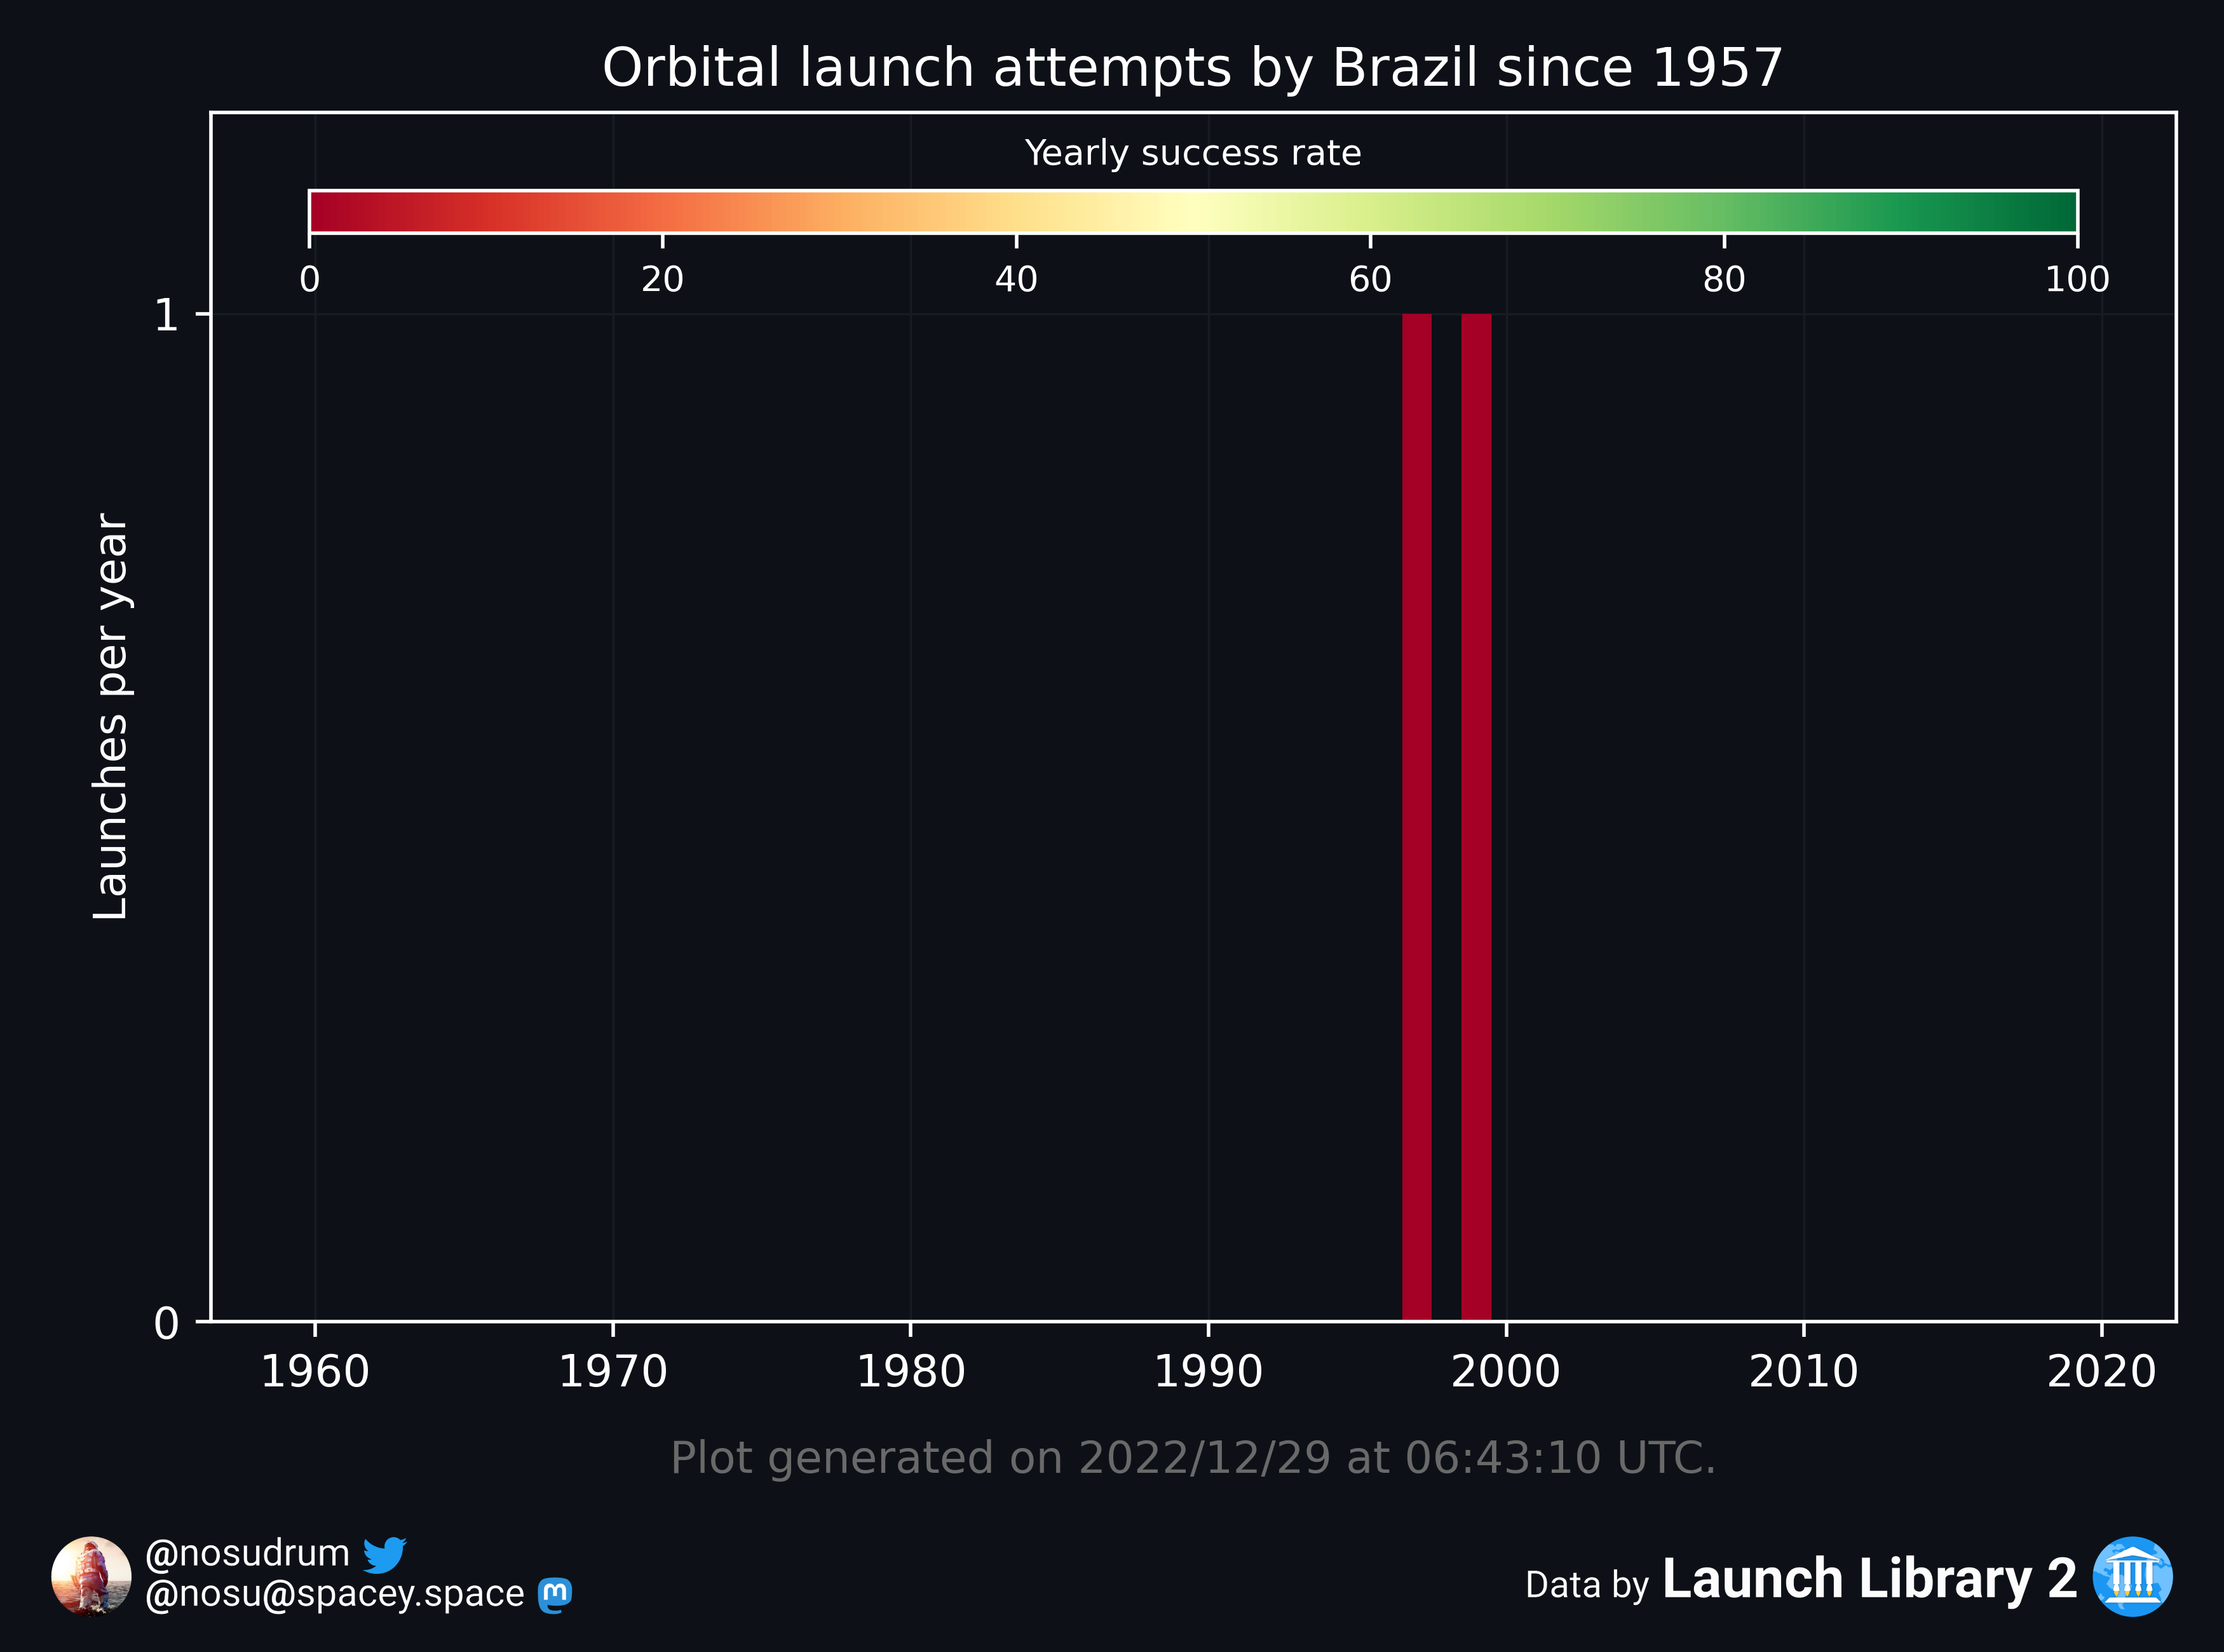 Orbital launch attempts by Brazil since 1957
Yearly success rate
0 20 40 60 80 100
1
Launches per year
0
1960 1970 1980 1990 2000 2010 2020
Plot generated on 2022/12/29 at 06:43:10 UTC.
@nosudrum
@nosu@spacey.space
Data by Launch Library 2